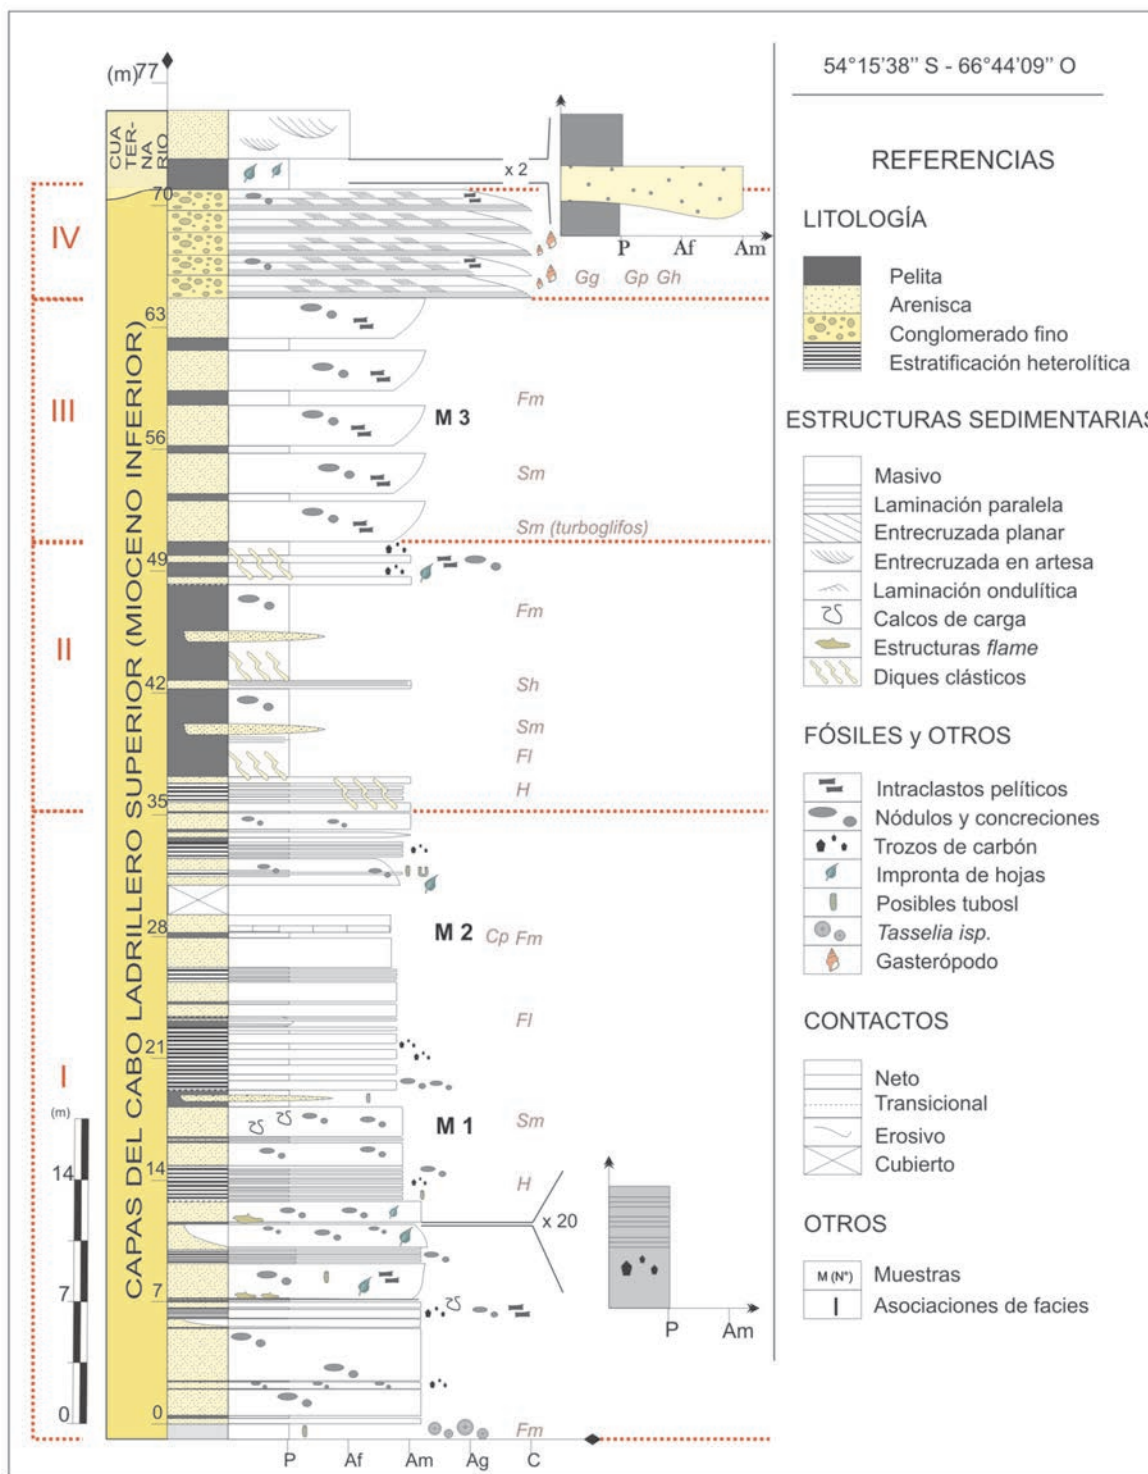 (m)
77
CUA
TER-
NA
RIO
70
63
56
49
42
35
28
21
14
7
0
CAPAS DEL CABO LADRILLERO SUPERIOR (MIOCENO INFERIOR)
IV
III
II
I
(m)
14
7
0
x 2
P Af Am
Gg Gp Gh
Fm
M 3
Sm
Sm (turboglifos)
Fm
Sh
Sm
Fl
H
M 2
Cp Fm
Fl
M 1
Sm
H
x 20
P Am
Fm
P Af Am Ag C
54°15'38'' S - 66°44'09'' O
REFERENCIAS
LITOLOGÍA
Pelita
Arenisca
Conglomerado fino
Estratificación heterolítica
ESTRUCTURAS SEDIMENTARIAS
Masivo
Laminación paralela
Entrecruzada planar
Entrecruzada en artesa
Laminación ondulítica
Calcos de carga
Estructuras flame
Diques clásticos
FÓSILES y OTROS
Intraclastos pelíticos
Nódulos y concreciones
Trozos de carbón
Impronta de hojas
Posibles tubosl
Tasselia isp.
Gasterópodo
CONTACTOS
Neto
Transicional
Erosivo
Cubierto
OTROS
M (N°) Muestras
I Asociaciones de facies